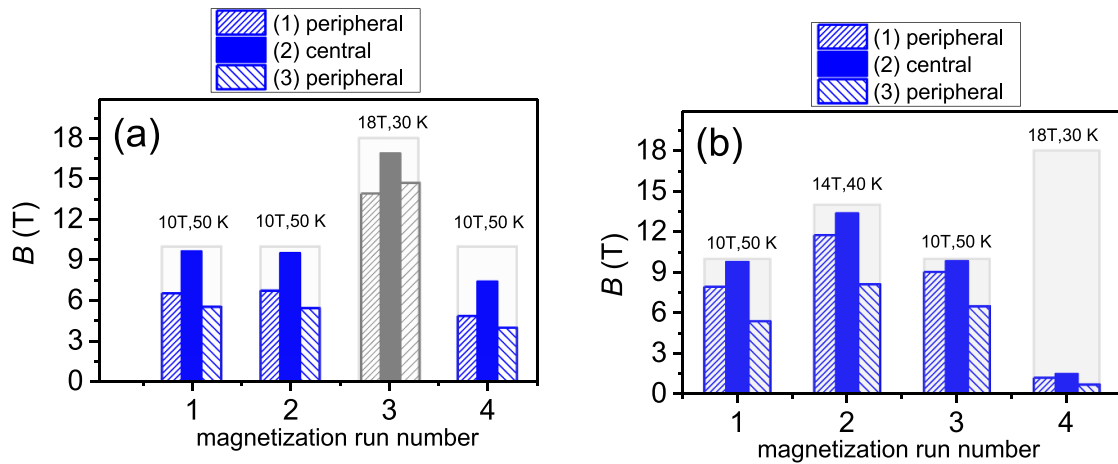 (1) peripheral
(2) central
(3) peripheral
(a)
18T,30 K
10T,50 K
10T,50 K
10T,50 K
18
15
12
9
6
3
0
B (T)
1 2 3 4
magnetization run number
(1) peripheral
(2) central
(3) peripheral
(b)
18T,30 K
14T,40 K
10T,50 K
10T,50 K
18
15
12
9
6
3
0
B (T)
1 2 3 4
magnetization run number